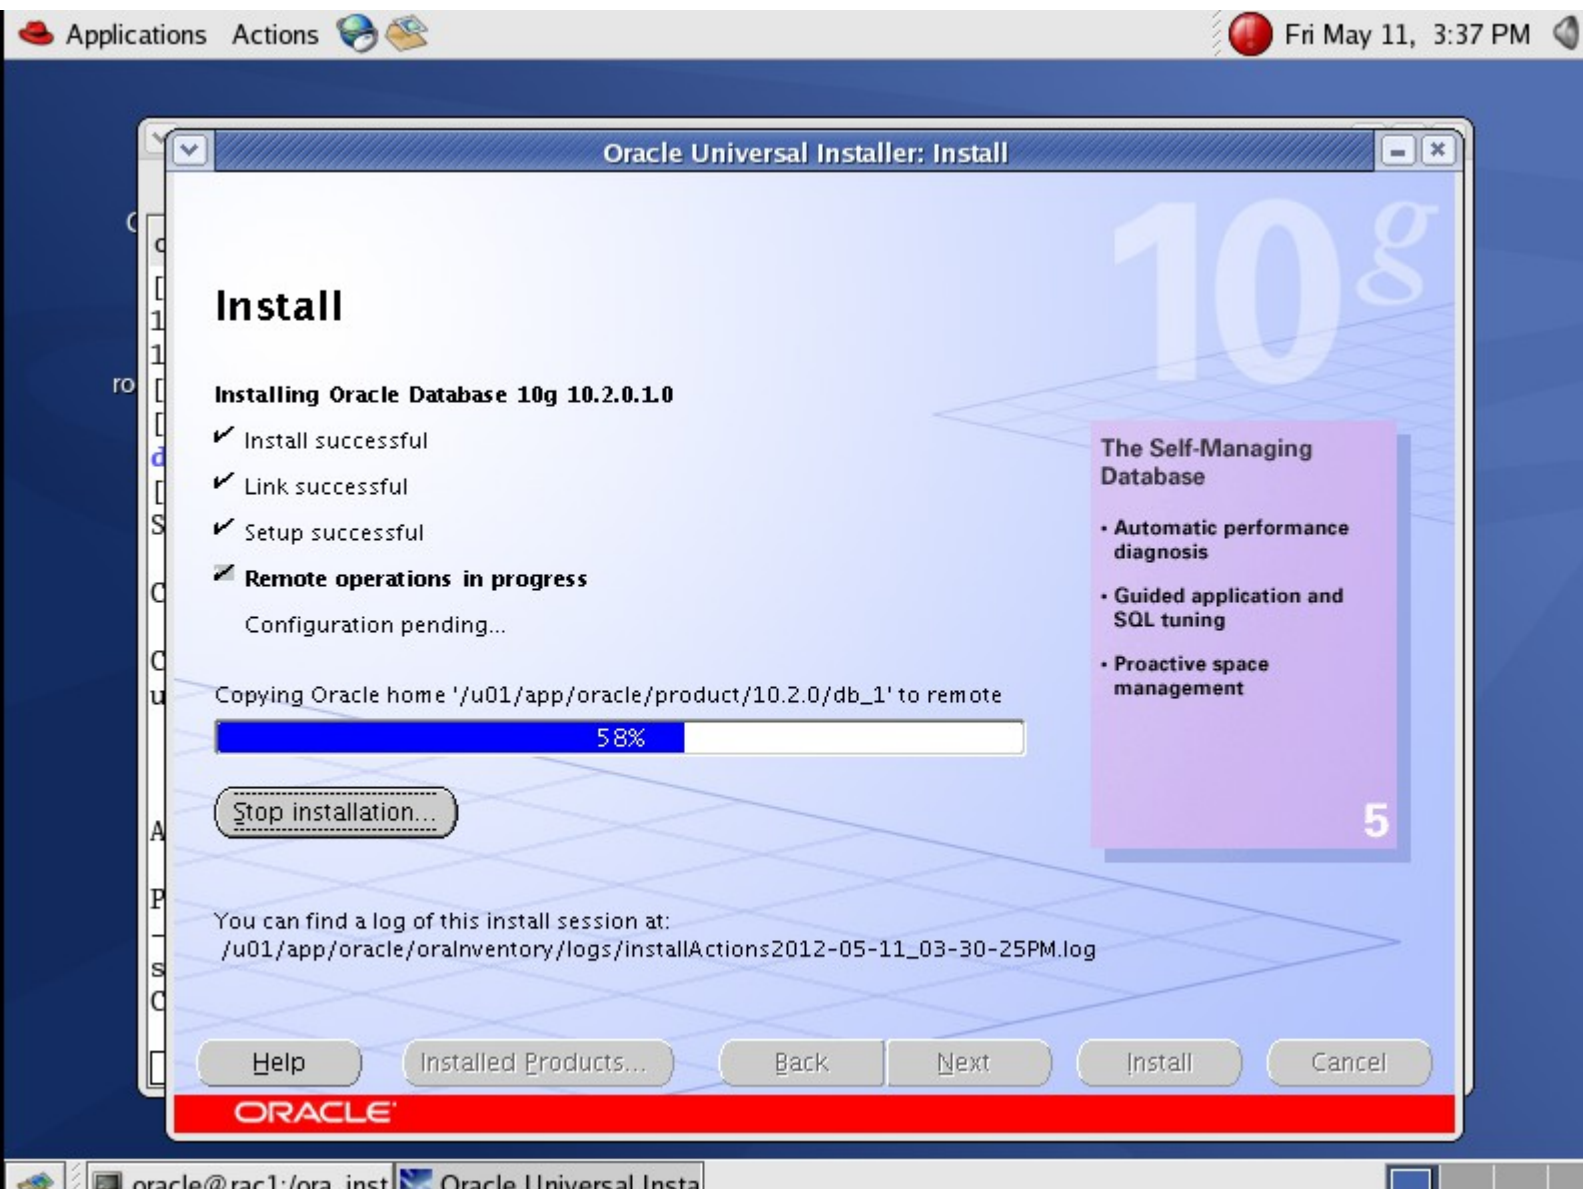 Applications Actions
Fri May 11, 3:37 PM
Oracle Universal Installer: Install
10g
Install
Installing Oracle Database 10g 10.2.0.1.0
Install successful
Link successful
Setup successful
Remote operations in progress
Configuration pending...
Copying Oracle home '/u01/app/oracle/product/10.2.0/db_1' to remote
58%
Stop installation...
The Self-Managing
Database
• Automatic performance
diagnosis
• Guided application and
SQL tuning
• Proactive space
management
5
You can find a log of this install session at:
/u01/app/oracle/oraInventory/logs/installActions2012-05-11_03-30-25PM.log
Help Installed Products... Back Next Install Cancel
ORACLE
oracle@rac1:/ora_inst Oracle Universal Insta